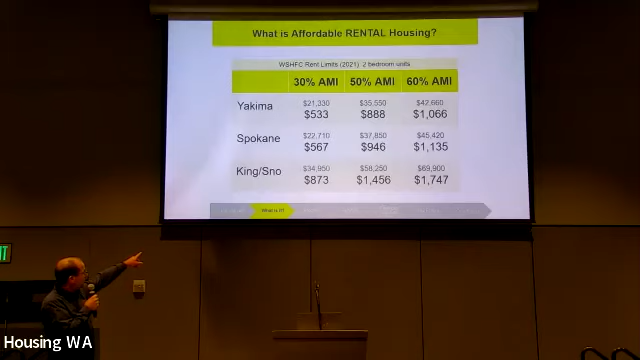 What is Affordable RENTAL Housing?
WSHFC Rent Limits (2021): 2 bedroom units
30% AMI 50% AMI 60% AMI
Yakima $21,330 $35,550 $42,660
$533 $888 $1,066
Spokane $22,710 $37,850 $45,420
$567 $946 $1,135
King/Sno $34,950 $58,250 $69,900
$873 $1,456 $1,747
What is it?
IT
Housing WA